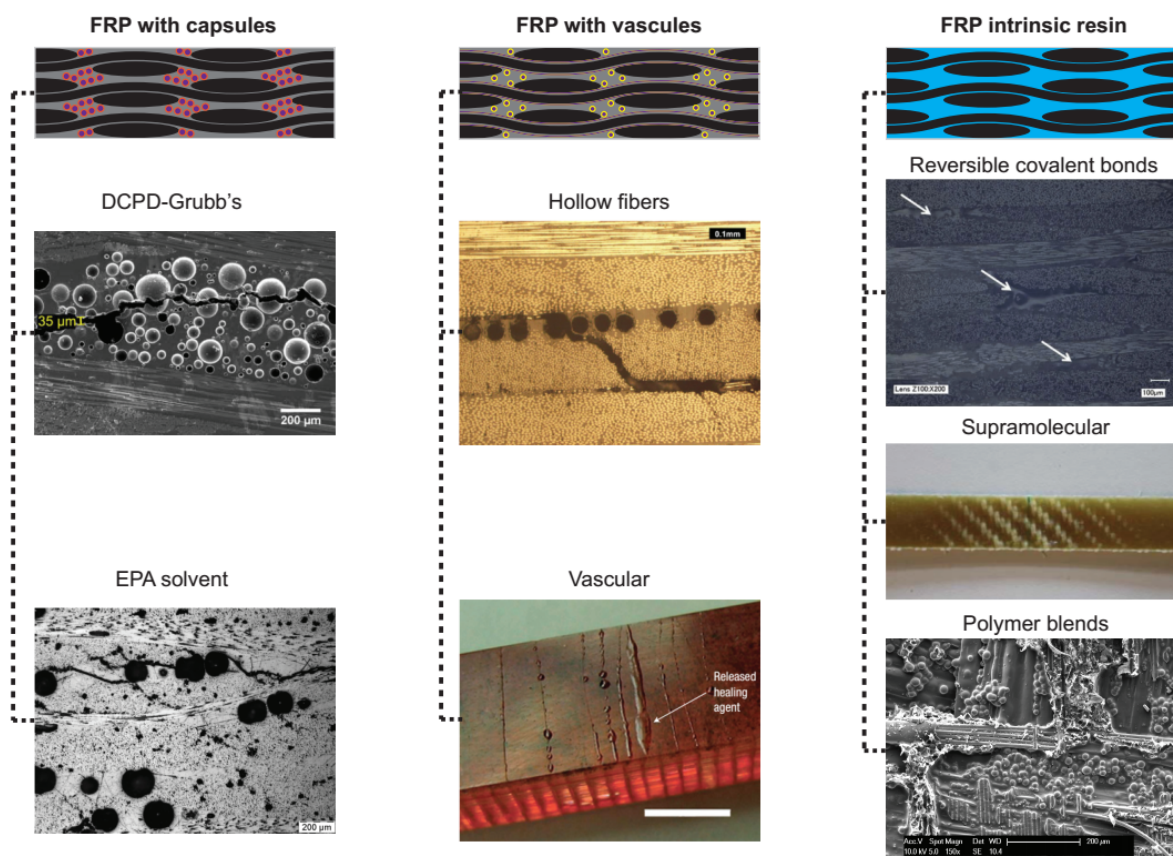 FRP with capsules
FRP with vascules
FRP intrinsic resin
DCPD-Grubb's
35 µm
200 µm
EPA solvent
200 µm
Hollow fibers
0.1mm
Vascular
Released
healing
agent
Reversible covalent bonds
Lens Z100:X200
100µm
Supramolecular
Polymer blends
Acc.V Spot Magn Det WD
10.0 kV 5.0 150x SE 10.4
200 µm